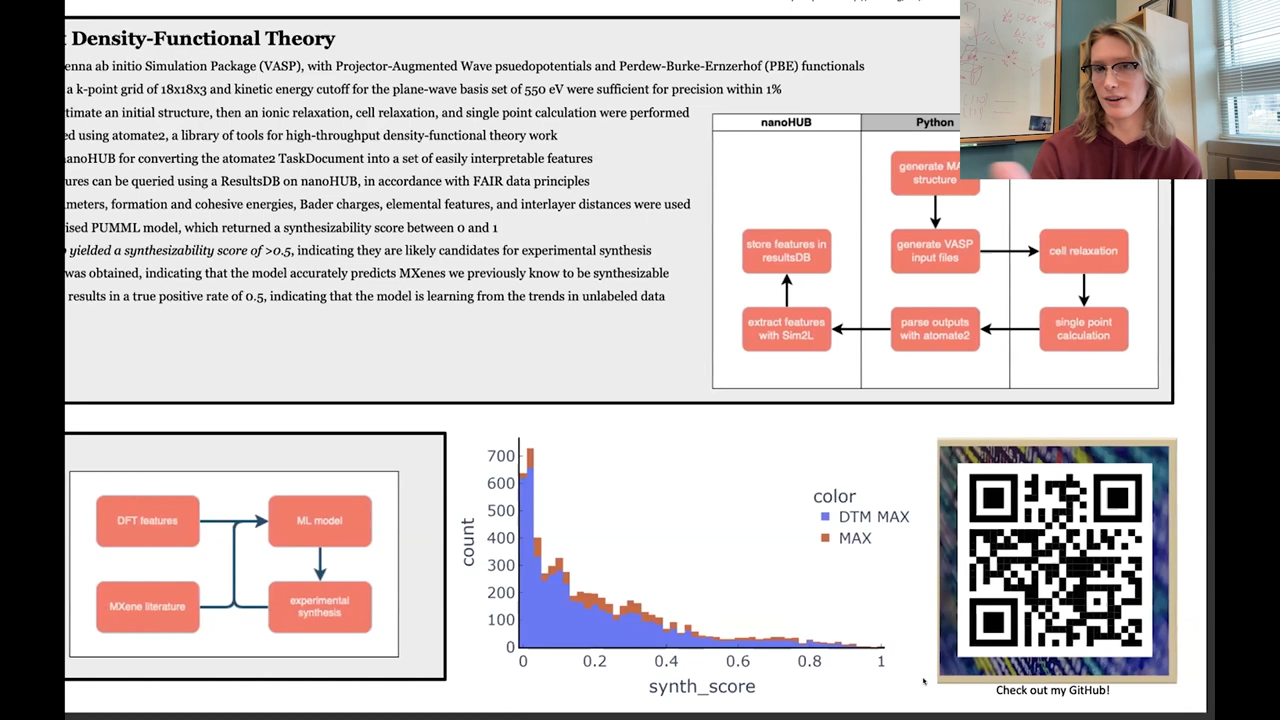 Density-Functional Theory
ab initio Simulation Package (VASP), with Projector-Augmented Wave psuedopotentials and Perdew-Burke-Ernzerhof (PBE) functionals
a k-point grid of 18x18x3 and kinetic energy cutoff for the plane-wave basis set of 550 eV were sufficient for precision within 1%
an initial structure, then an ionic relaxation, cell relaxation, and single point calculation were performed
using atomate2, a library of tools for high-throughput density-functional theory work
nanoHUB for converting the atomate2 TaskDocument into a set of easily interpretable features
can be queried using a ResultsDB on nanoHUB, in accordance with FAIR data principles
formation and cohesive energies, Bader charges, elemental features, and interlayer distances were used
PUMML model, which returned a synthesizability score between 0 and 1
yielded a synthesizability score of >0.5, indicating they are likely candidates for experimental synthesis
was obtained, indicating that the model accurately predicts MXenes we previously know to be synthesizable
results in a true positive rate of 0.5, indicating that the model is learning from the trends in unlabeled data
nanoHUB
Python
generate
structure
store features in
resultsDB
generate VASP
input files
cell relaxation
extract features
with Sim2L
parse outputs
with atomate2
single point
calculation
DFT features
ML model
MXene literature
experimental
synthesis
700
600
500
400
300
200
100
0
count
0
0.2
0.4
0.6
0.8
1
synth_score
color
DTM MAX
MAX
Check out my GitHub!